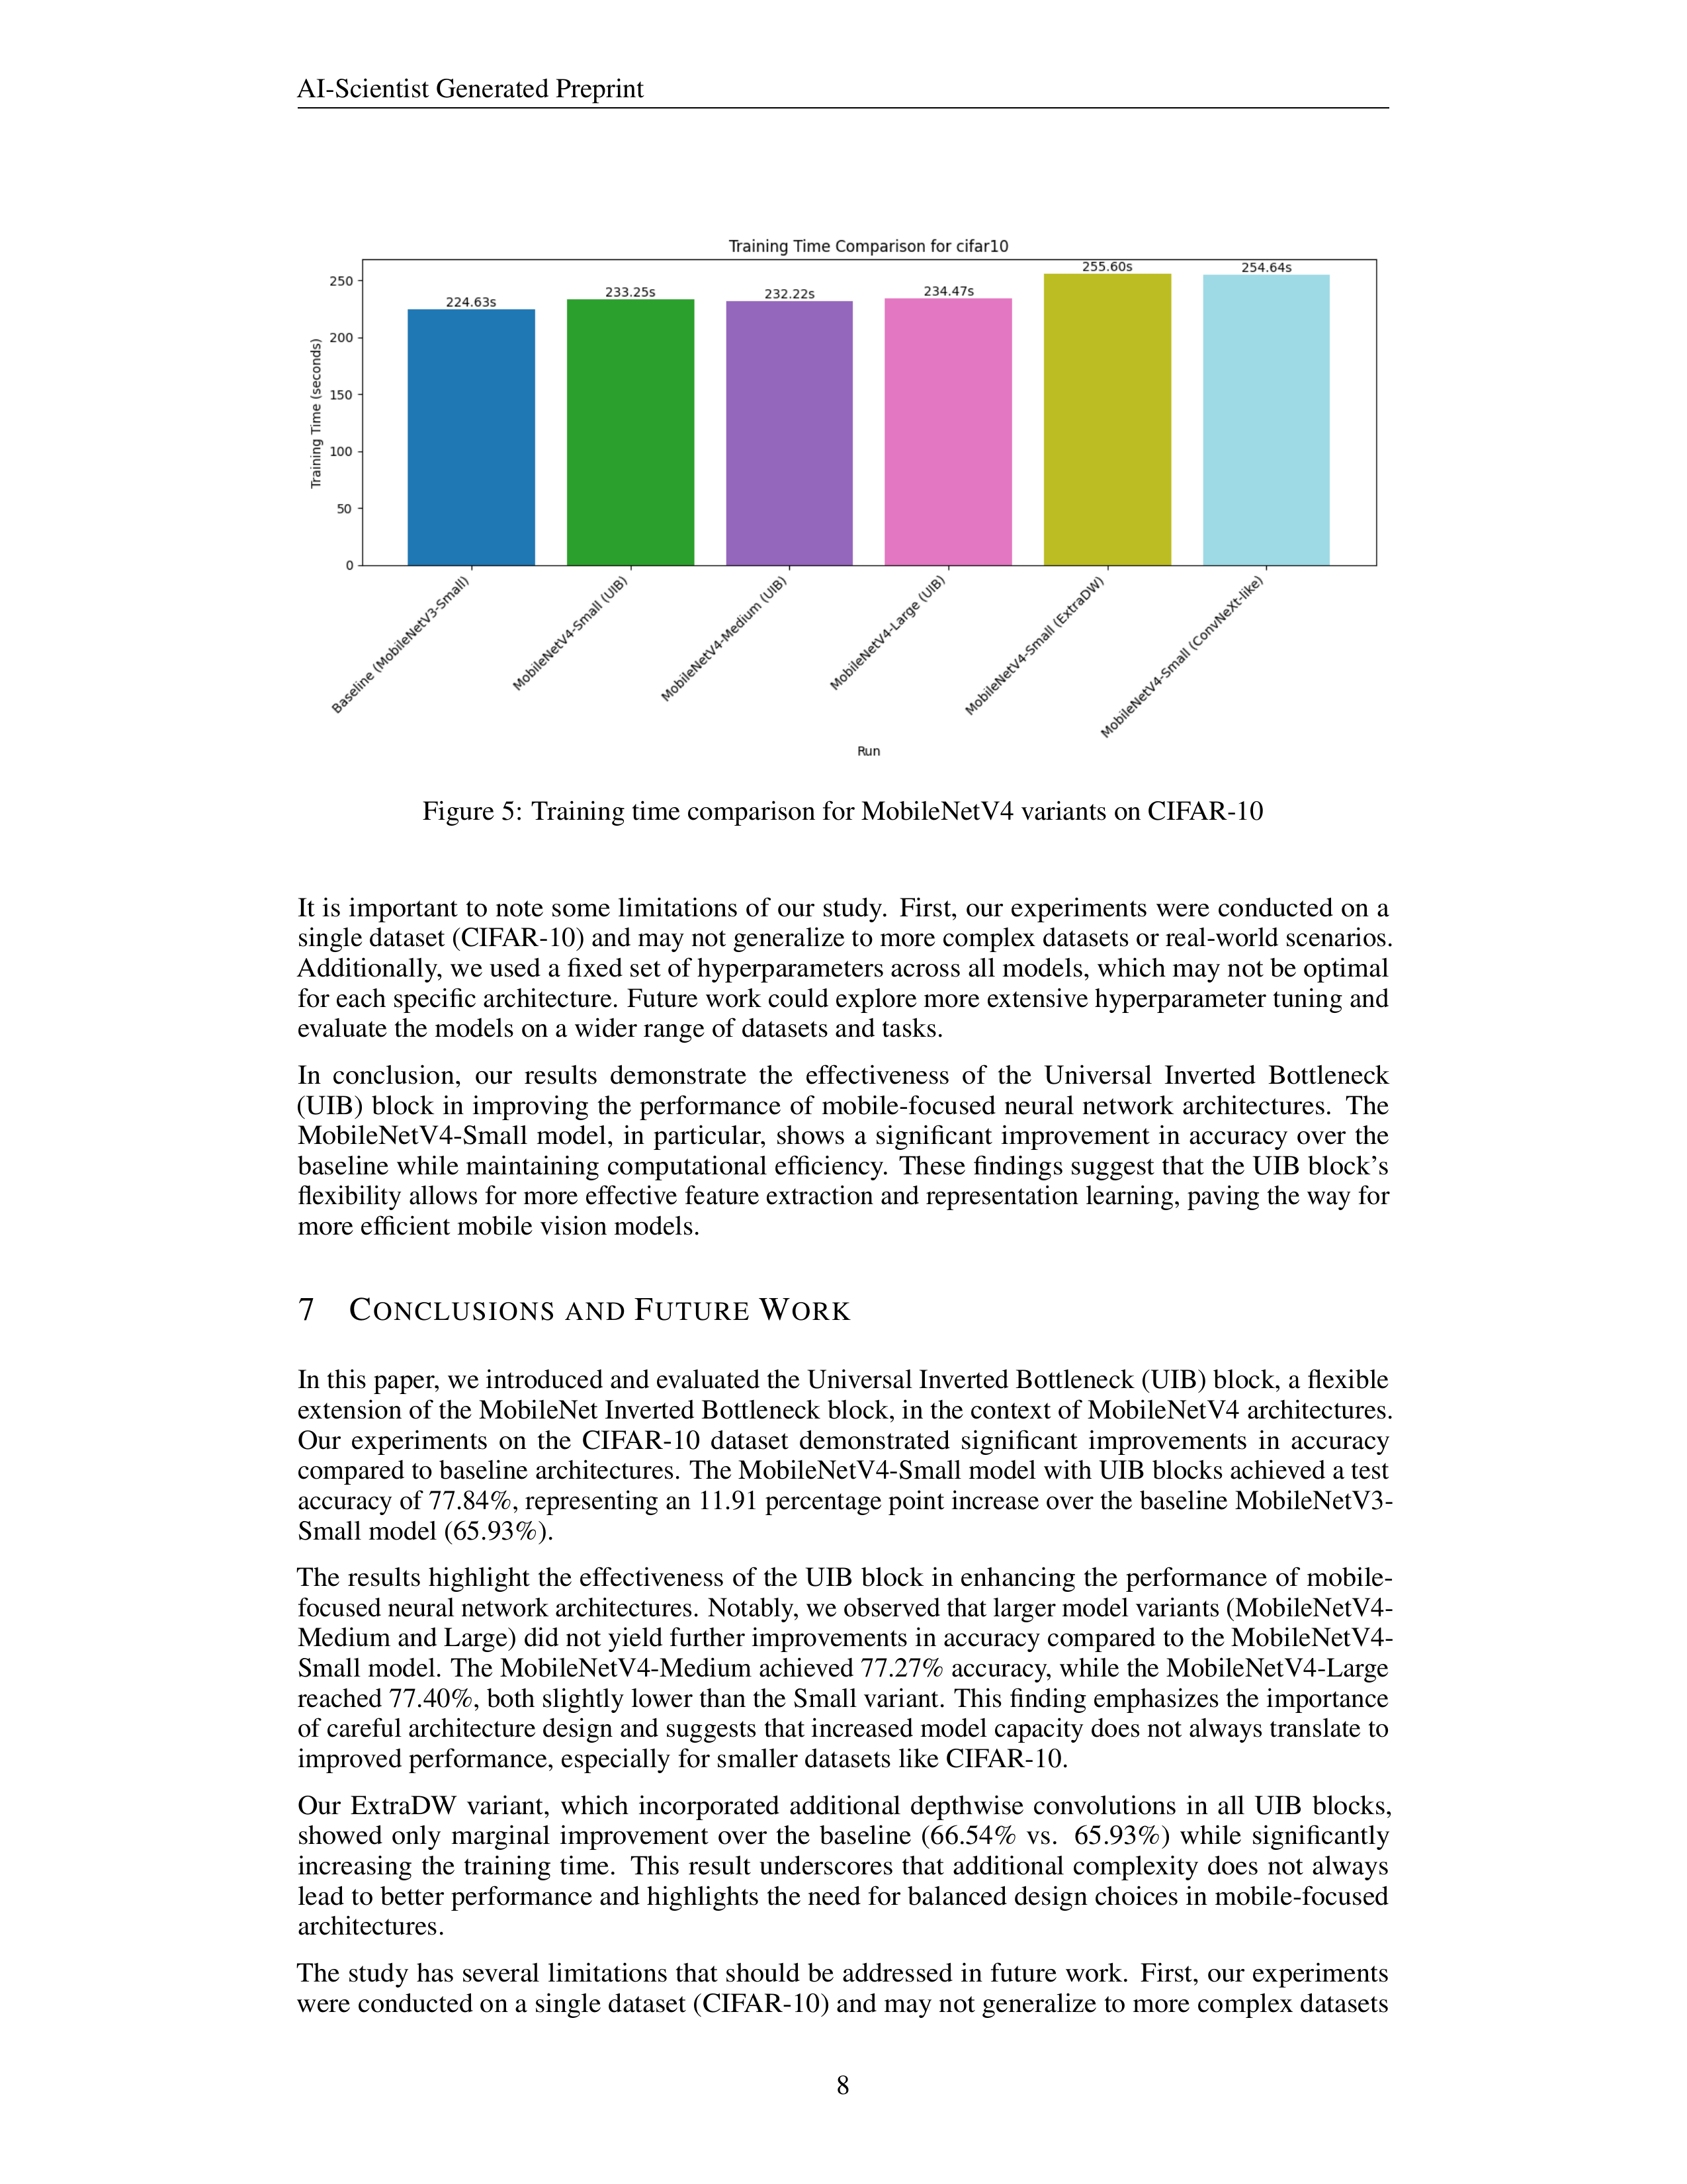 AI-Scientist Generated Preprint
Training Time Comparison for cifar10
224.63s
233.25s
232.22s
234.47s
255.60s
254.64s
250
200
150
100
50
0
Training Time (seconds)
Baseline (MobileNetV3-Small)
MobileNetV4-Small (UIB)
MobileNetV4-Medium (UIB)
MobileNetV4-Large (UIB)
MobileNetV4-Small (ExtraDW)
MobileNetV4-Small (ConvNeXt-like)
Run
Figure 5: Training time comparison for MobileNetV4 variants on CIFAR-10
It is important to note some limitations of our study. First, our experiments were conducted on a
single dataset (CIFAR-10) and may not generalize to more complex datasets or real-world scenarios.
Additionally, we used a fixed set of hyperparameters across all models, which may not be optimal
for each specific architecture. Future work could explore more extensive hyperparameter tuning and
evaluate the models on a wider range of datasets and tasks.
In conclusion, our results demonstrate the effectiveness of the Universal Inverted Bottleneck
(UIB) block in improving the performance of mobile-focused neural network architectures. The
MobileNetV4-Small model, in particular, shows a significant improvement in accuracy over the
baseline while maintaining computational efficiency. These findings suggest that the UIB block's
flexibility allows for more effective feature extraction and representation learning, paving the way for
more efficient mobile vision models.
7 CONCLUSIONS AND FUTURE WORK
In this paper, we introduced and evaluated the Universal Inverted Bottleneck (UIB) block, a flexible
extension of the MobileNet Inverted Bottleneck block, in the context of MobileNetV4 architectures.
Our experiments on the CIFAR-10 dataset demonstrated significant improvements in accuracy
compared to baseline architectures. The MobileNetV4-Small model with UIB blocks achieved a test
accuracy of 77.84%, representing an 11.91 percentage point increase over the baseline MobileNetV3-
Small model (65.93%).
The results highlight the effectiveness of the UIB block in enhancing the performance of mobile-
focused neural network architectures. Notably, we observed that larger model variants (MobileNetV4-
Medium and Large) did not yield further improvements in accuracy compared to the MobileNetV4-
Small model. The MobileNetV4-Medium achieved 77.27% accuracy, while the MobileNetV4-Large
reached 77.40%, both slightly lower than the Small variant. This finding emphasizes the importance
of careful architecture design and suggests that increased model capacity does not always translate to
improved performance, especially for smaller datasets like CIFAR-10.
Our ExtraDW variant, which incorporated additional depthwise convolutions in all UIB blocks,
showed only marginal improvement over the baseline (66.54% vs. 65.93%) while significantly
increasing the training time. This result underscores that additional complexity does not always
lead to better performance and highlights the need for balanced design choices in mobile-focused
architectures.
The study has several limitations that should be addressed in future work. First, our experiments
were conducted on a single dataset (CIFAR-10) and may not generalize to more complex datasets
8